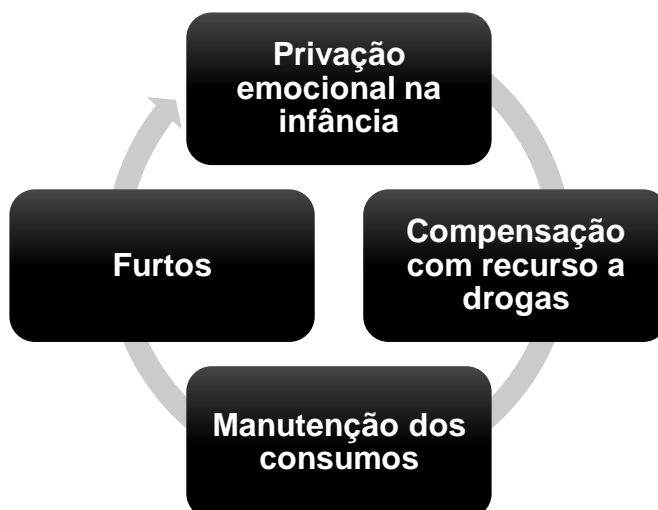 Privação
emocional na
infância
Compensação
com recurso a
drogas
Manutenção dos
consumos
Furtos